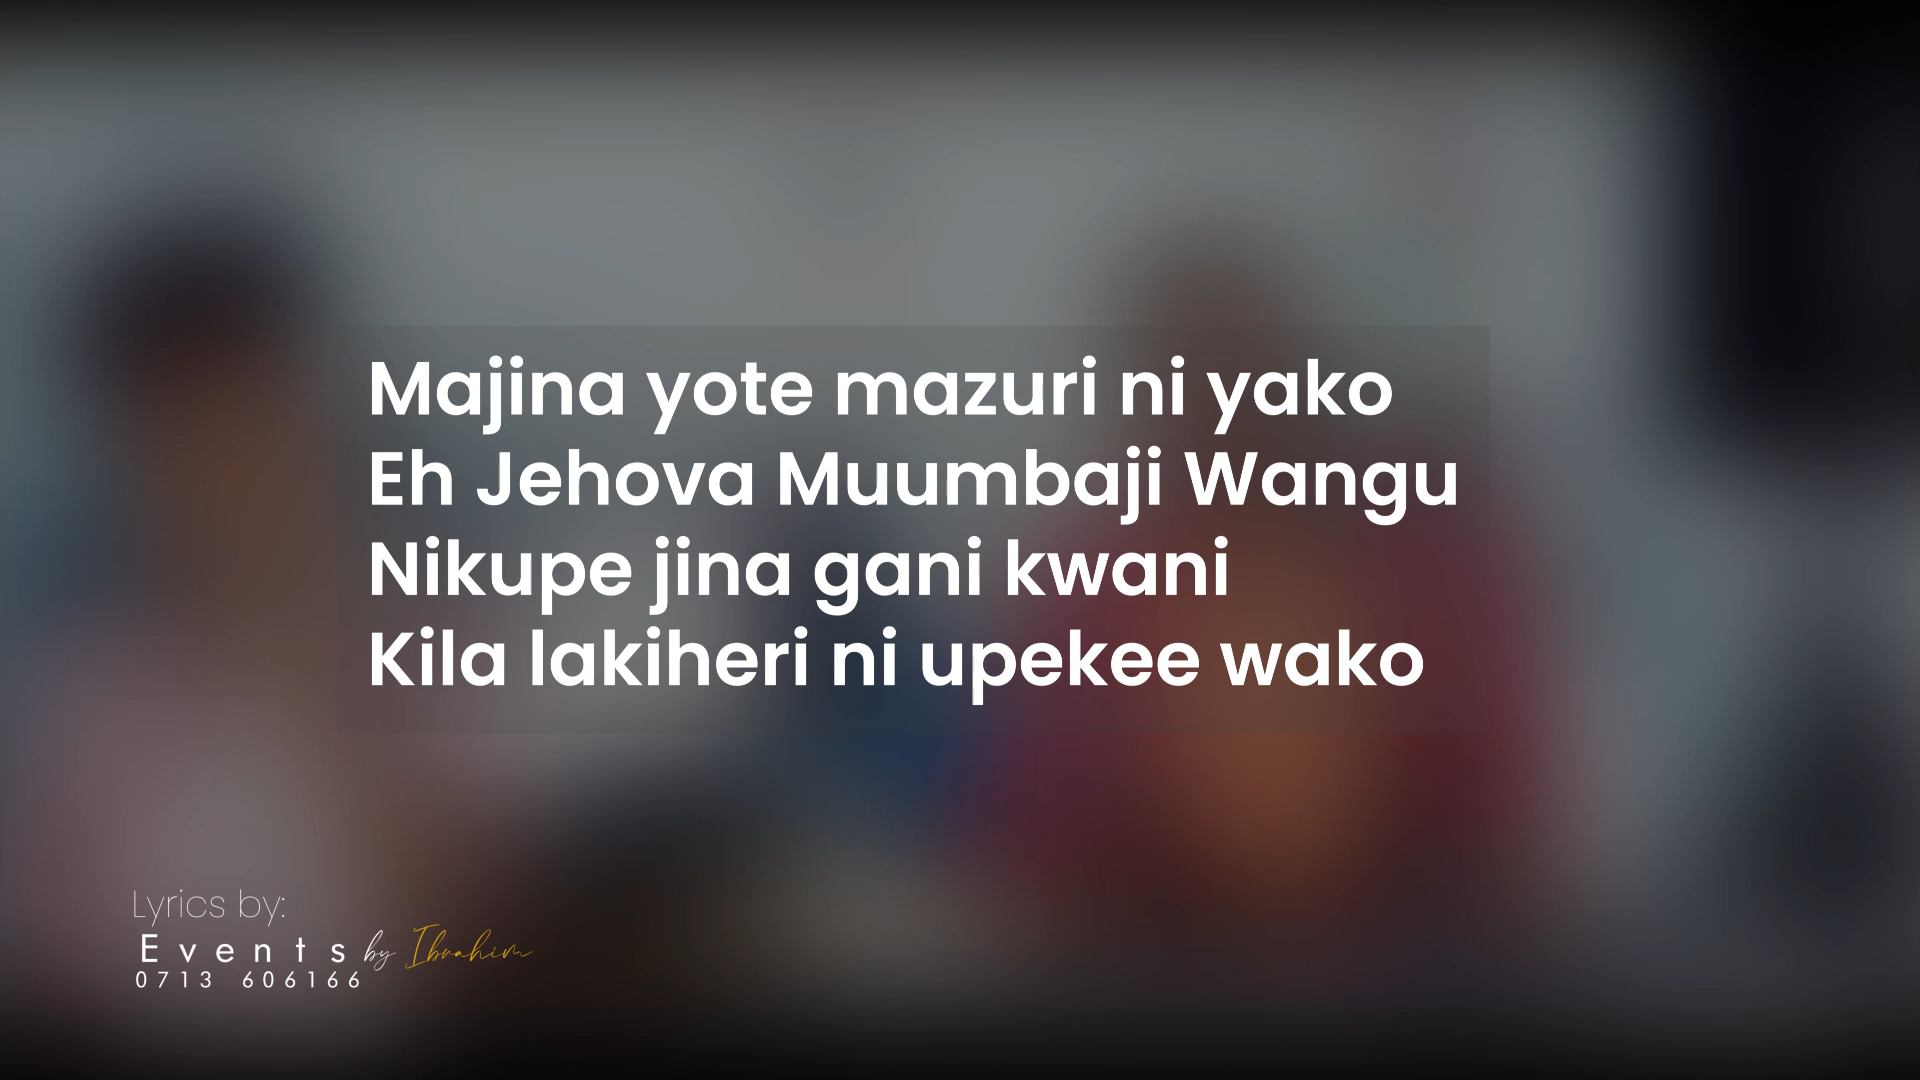 Majina yote mazuri ni yako
Eh Jehova Muumbaji Wangu
Nikupe jina gani kwani
Kila lakiheri ni upekee wako
Lyrics by:
Events by Ibrahim
0713 606166